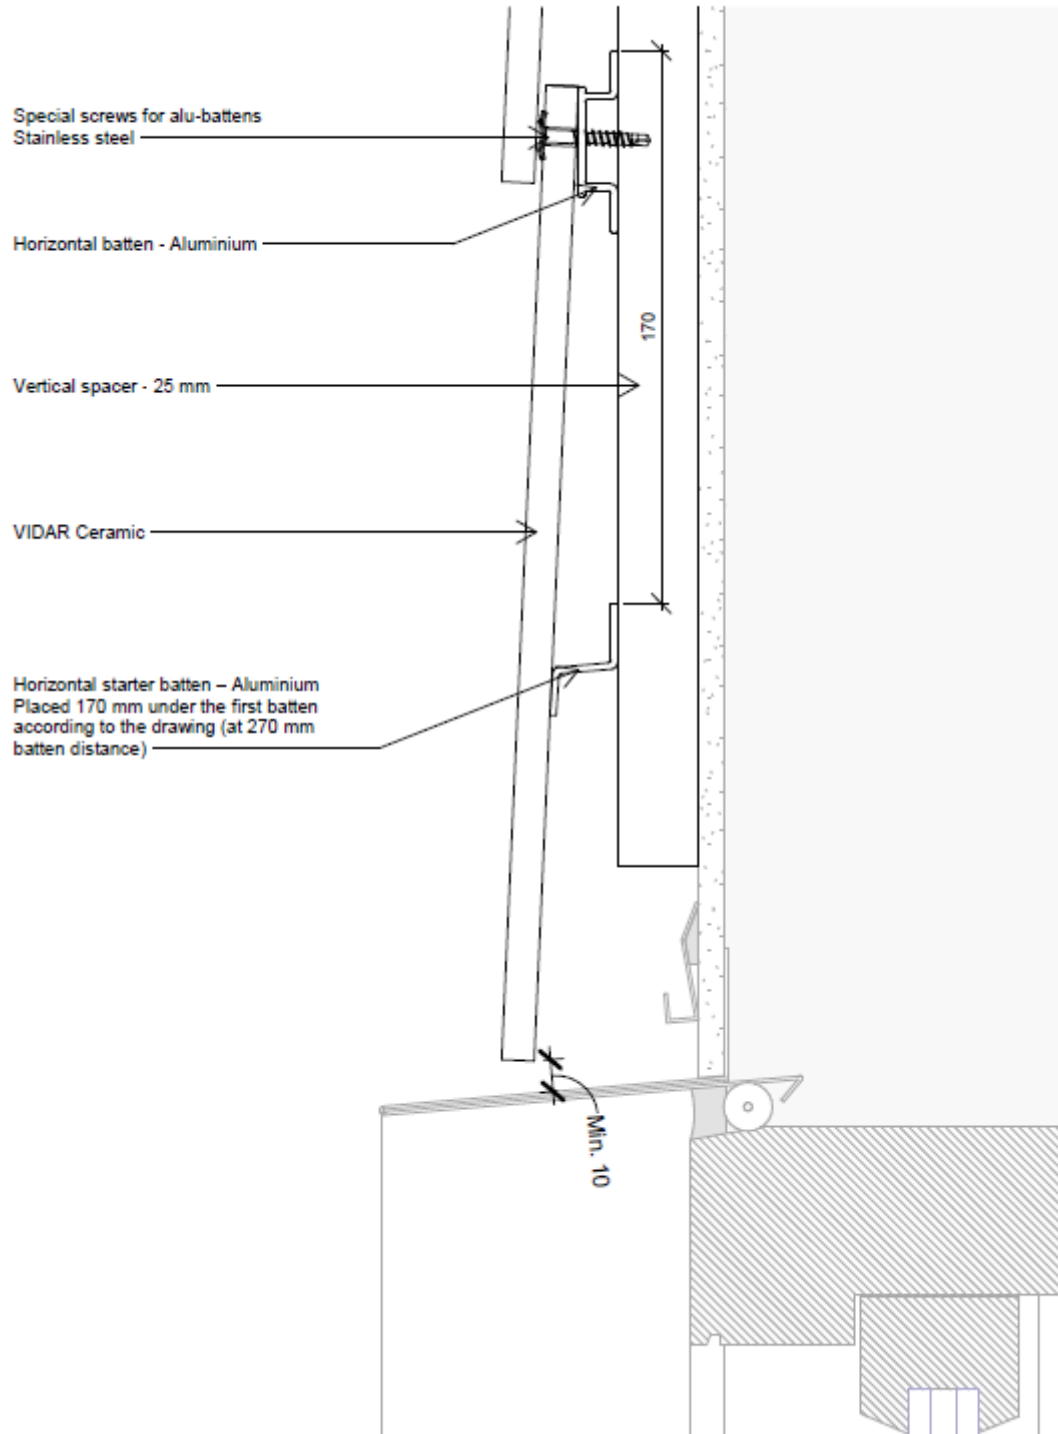 Special screws for alu-battens
Stainless steel
Horizontal batten - Aluminium
170
Vertical spacer - 25 mm
VIDAR Ceramic
Horizontal starter batten – Aluminium
Placed 170 mm under the first batten
according to the drawing (at 270 mm
batten distance)
Min. 10